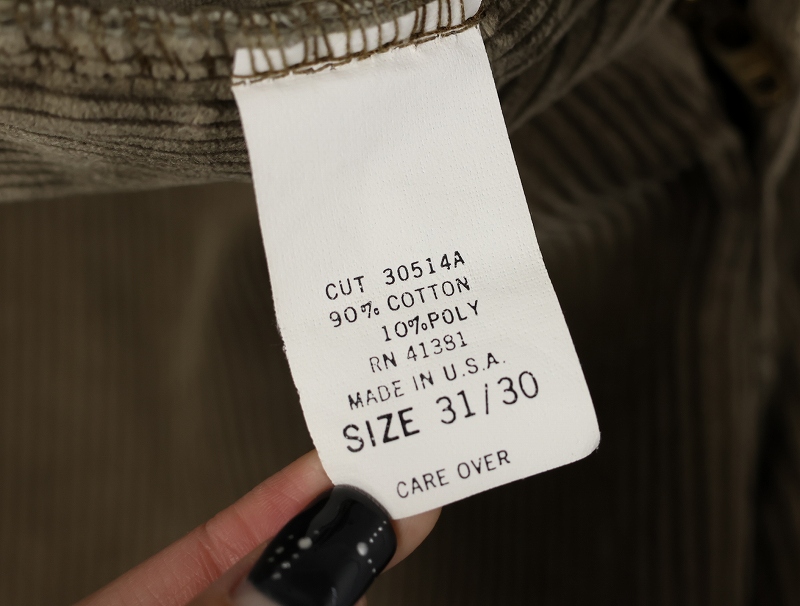 CUT 30514A
90% COTTON
10% POLY
RN 41381
MADE IN U.S.A.
SIZE 31/30
CARE OVER